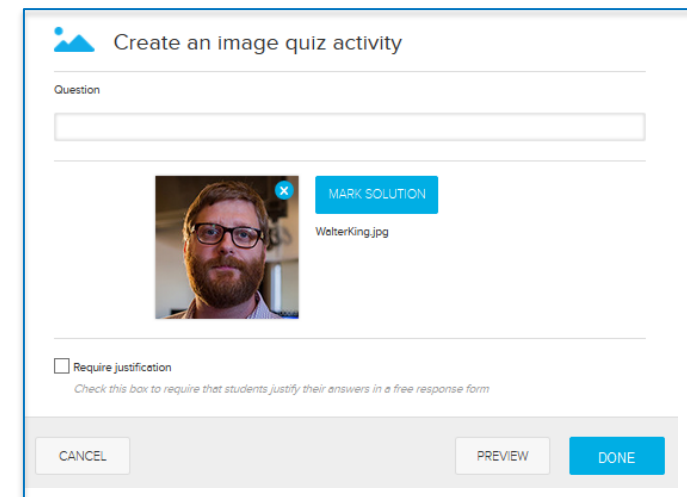 Create an image quiz activity
Question
MARK SOLUTION
WalterKing.jpg
Require justification
Check this box to require that students justify their answers in a free response form
CANCEL
PREVIEW
DONE